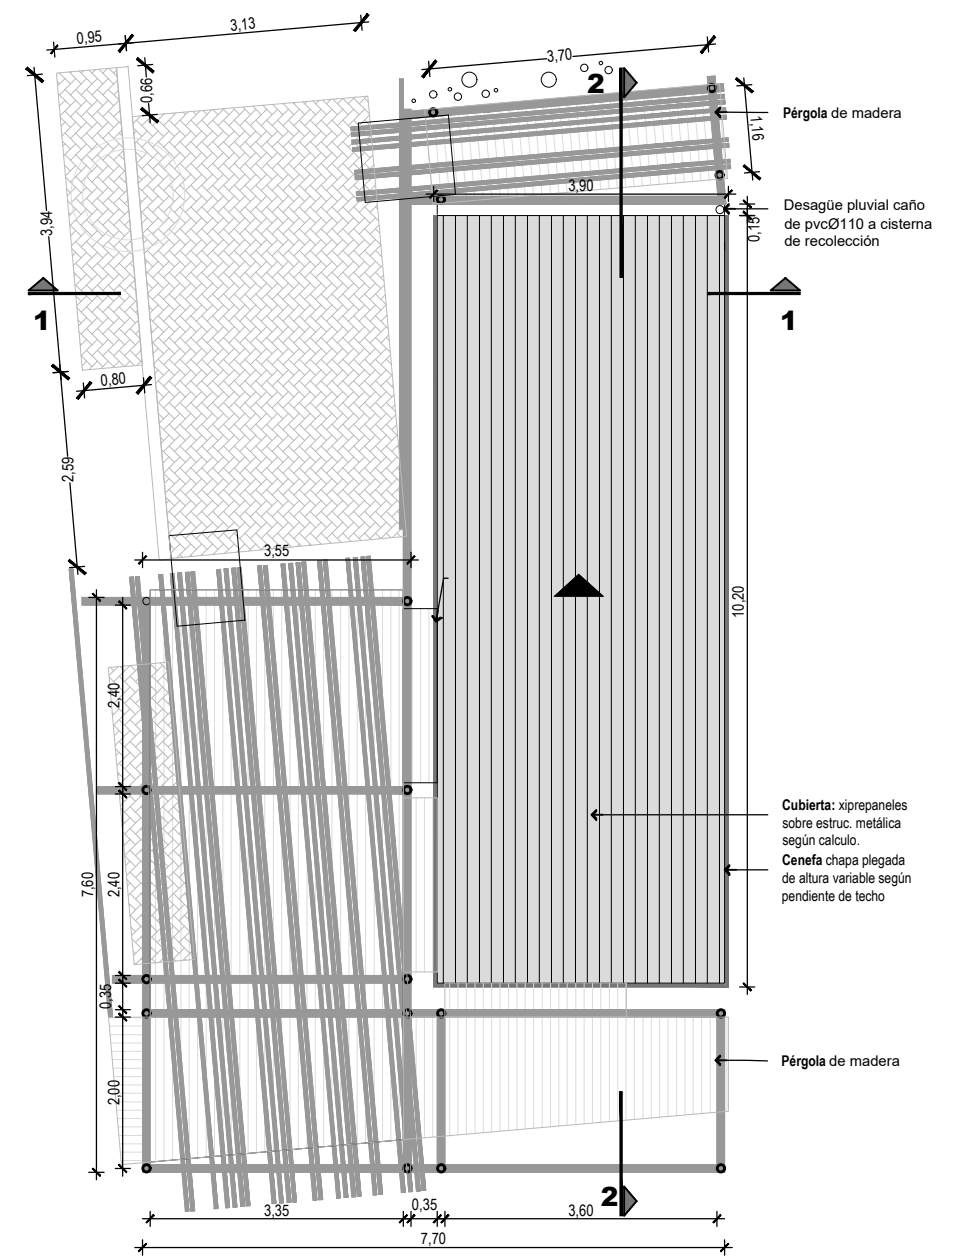 0,95
3,13
3,70
0,66
2
Pérgola de madera
1,16
3,94
3,90
Desagüe pluvial caño
de pvcØ110 a cisterna
de recolección
0,15
1
1
0,80
2,59
3,55
10,20
2,40
Cubierta: xiprepaneles
sobre estruc. metálica
según calculo.
Cenefa chapa plegada
de altura variable según
pendiente de techo
7,60
2,40
0,35
Pérgola de madera
2,00
2
3,35
0,35
3,60
7,70